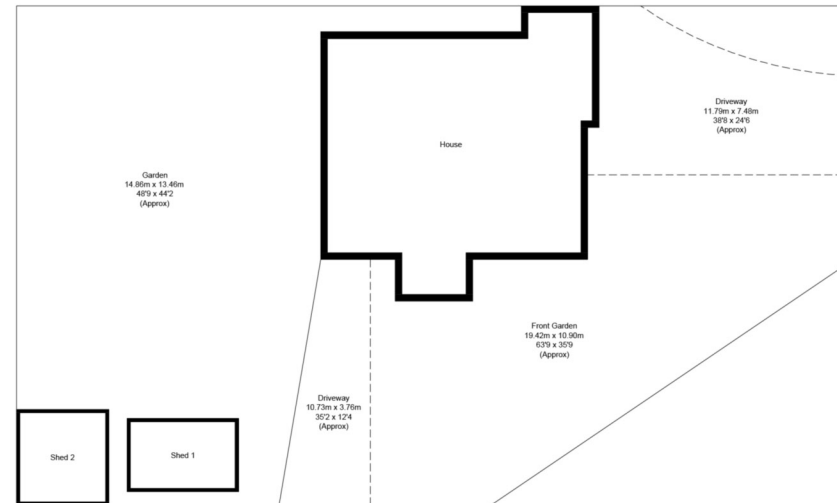 Driveway
11.79m x 7.48m
38'8 x 24'6
(Approx)
House
Garden
14.86m x 13.46m
48'9 x 44'2
(Approx)
Front Garden
19.42m x 10.90m
63'9 x 35'9
(Approx)
Driveway
10.73m x 3.76m
35'2 x 12'4
(Approx)
Shed 2
Shed 1